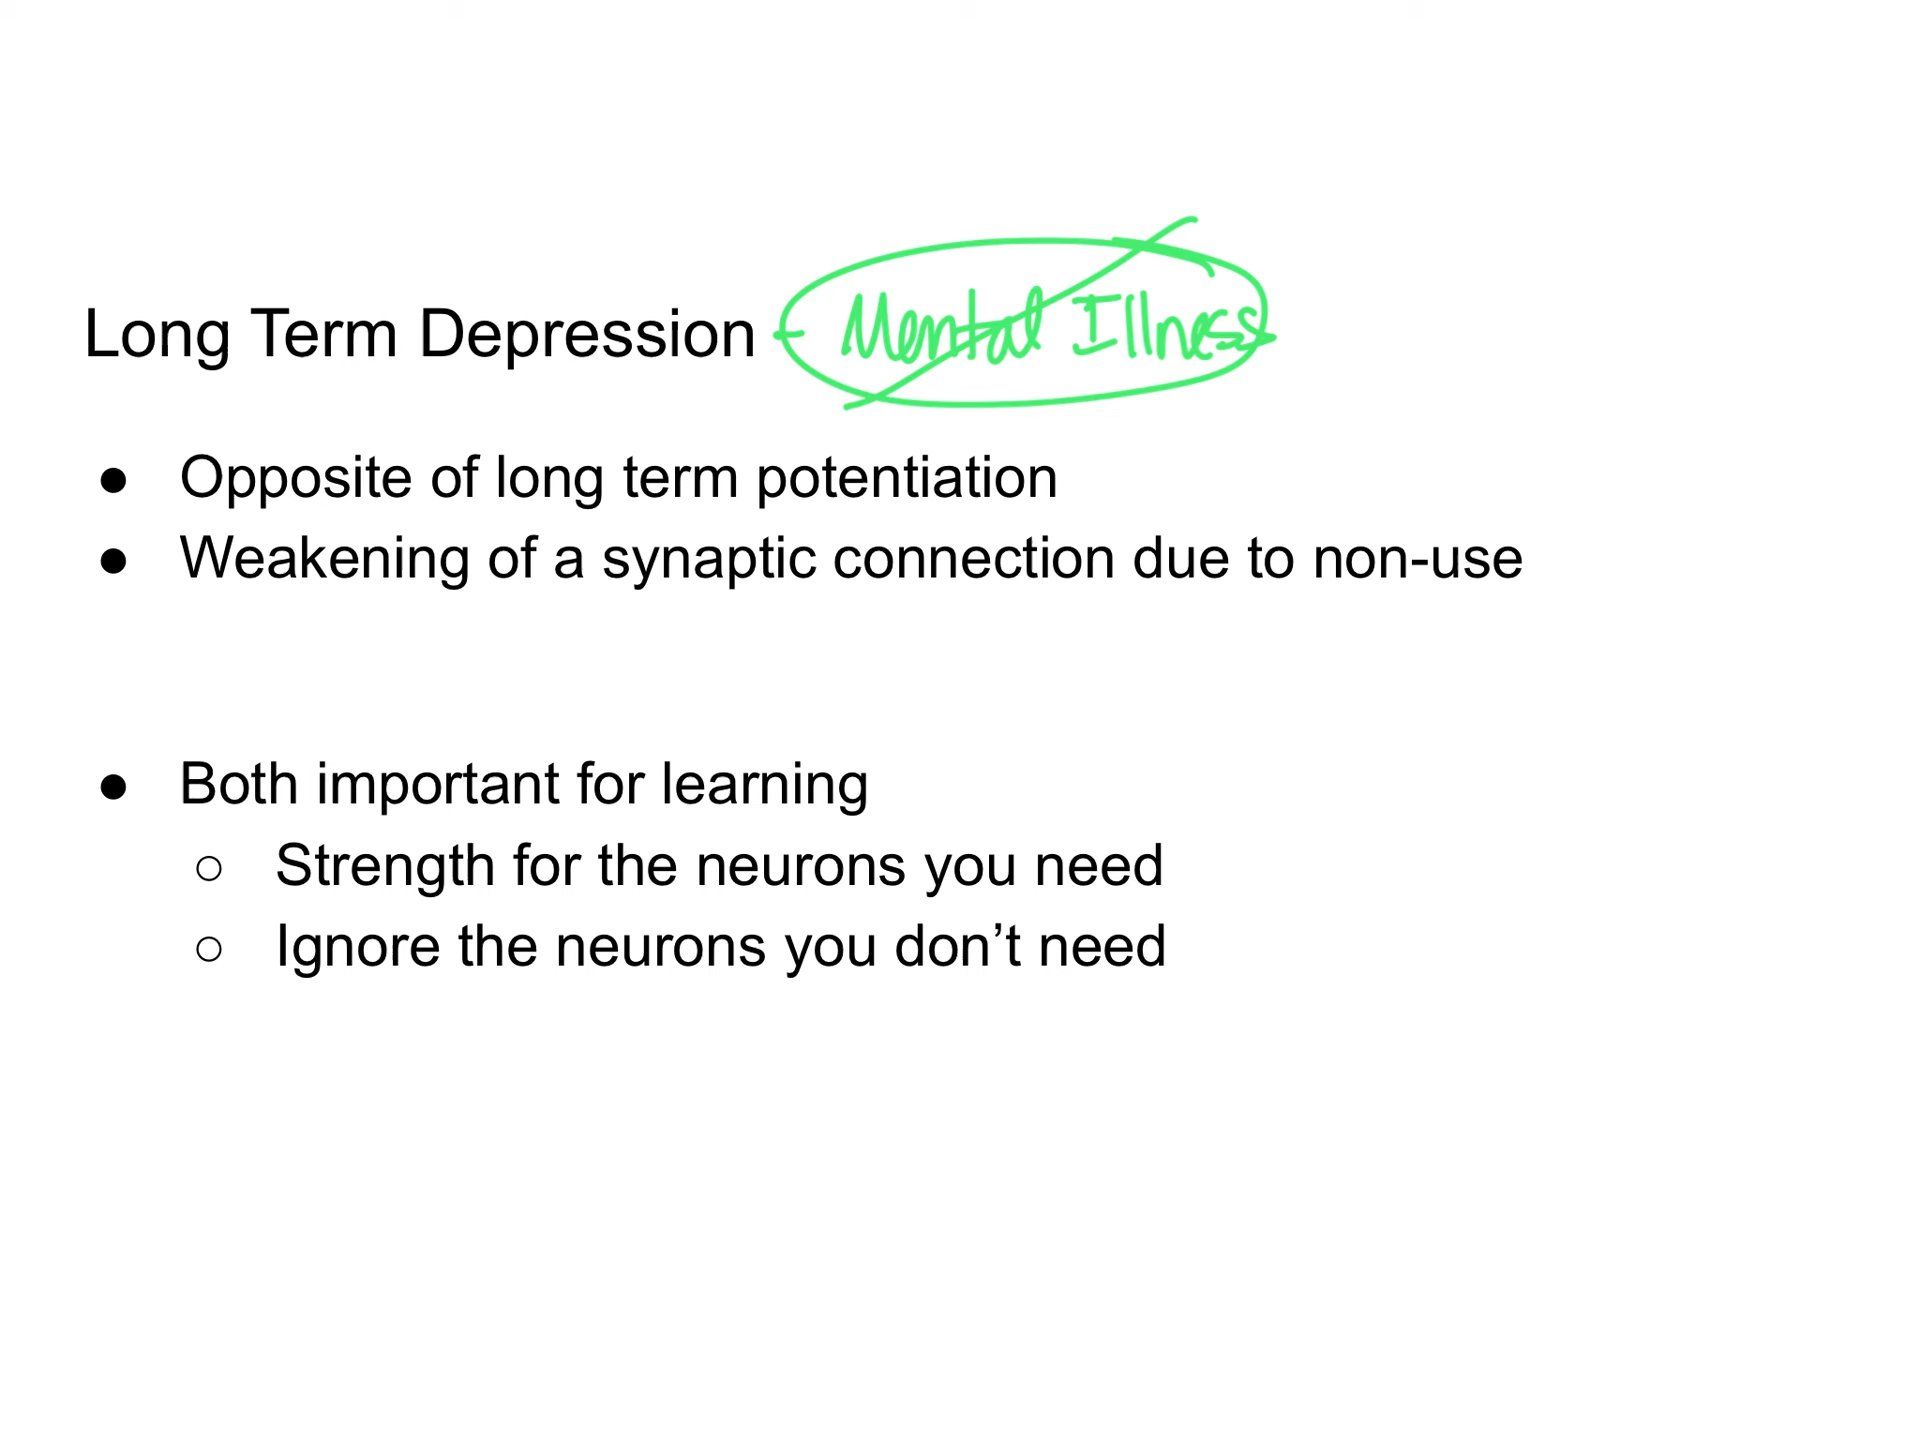 Long Term Depression - Mental Illness
● Opposite of long term potentiation
● Weakening of a synaptic connection due to non-use
● Both important for learning
○ Strength for the neurons you need
○ Ignore the neurons you don’t need